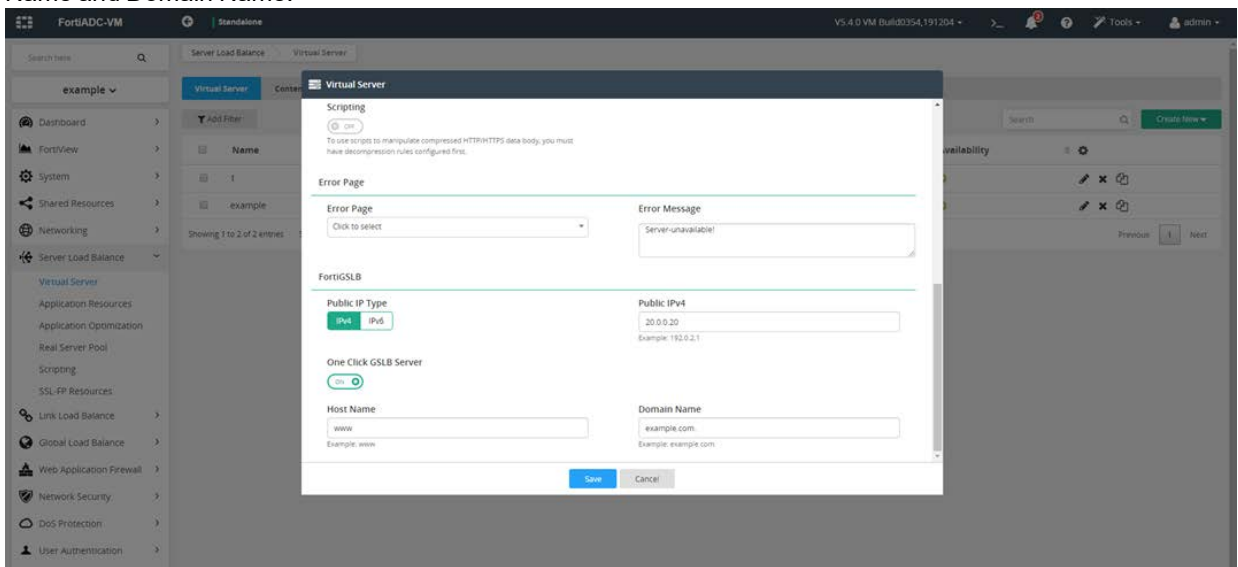 Name and Domain Name.
FortiADC-VM
Standalone
V5.4.0 VM Build0354,191204
>_
2
Tools
admin
Search here
Server Load Balance
Virtual Server
example
Virtual Server
Virtual Server
Dashboard
Add Filter
Search
Create New
FortiView
Name
System
1
Shared Resources
example
Networking
Showing 1 to 2 of 2 entries
Previous
1
Next
Server Load Balance
Virtual Server
Application Resources
Application Optimization
Real Server Pool
Scripting
SSL-FP Resources
Link Load Balance
Global Load Balance
Web Application Firewall
Network Security
DoS Protection
User Authentication
Scripting
OFF
To use scripts to manipulate compressed HTTP/HTTPS data body, you must
have decompression rules configured first.
Error Page
Error Page
Error Message
Click to select
Server-unavailable!
FortiGSLB
Public IP Type
Public IPv4
IPv4 IPv6
20.0.0.20
Example: 192.0.2.1
One Click GSLB Server
ON
Host Name
Domain Name
www
example.com.
Example: www
Example: example.com
Save
Cancel